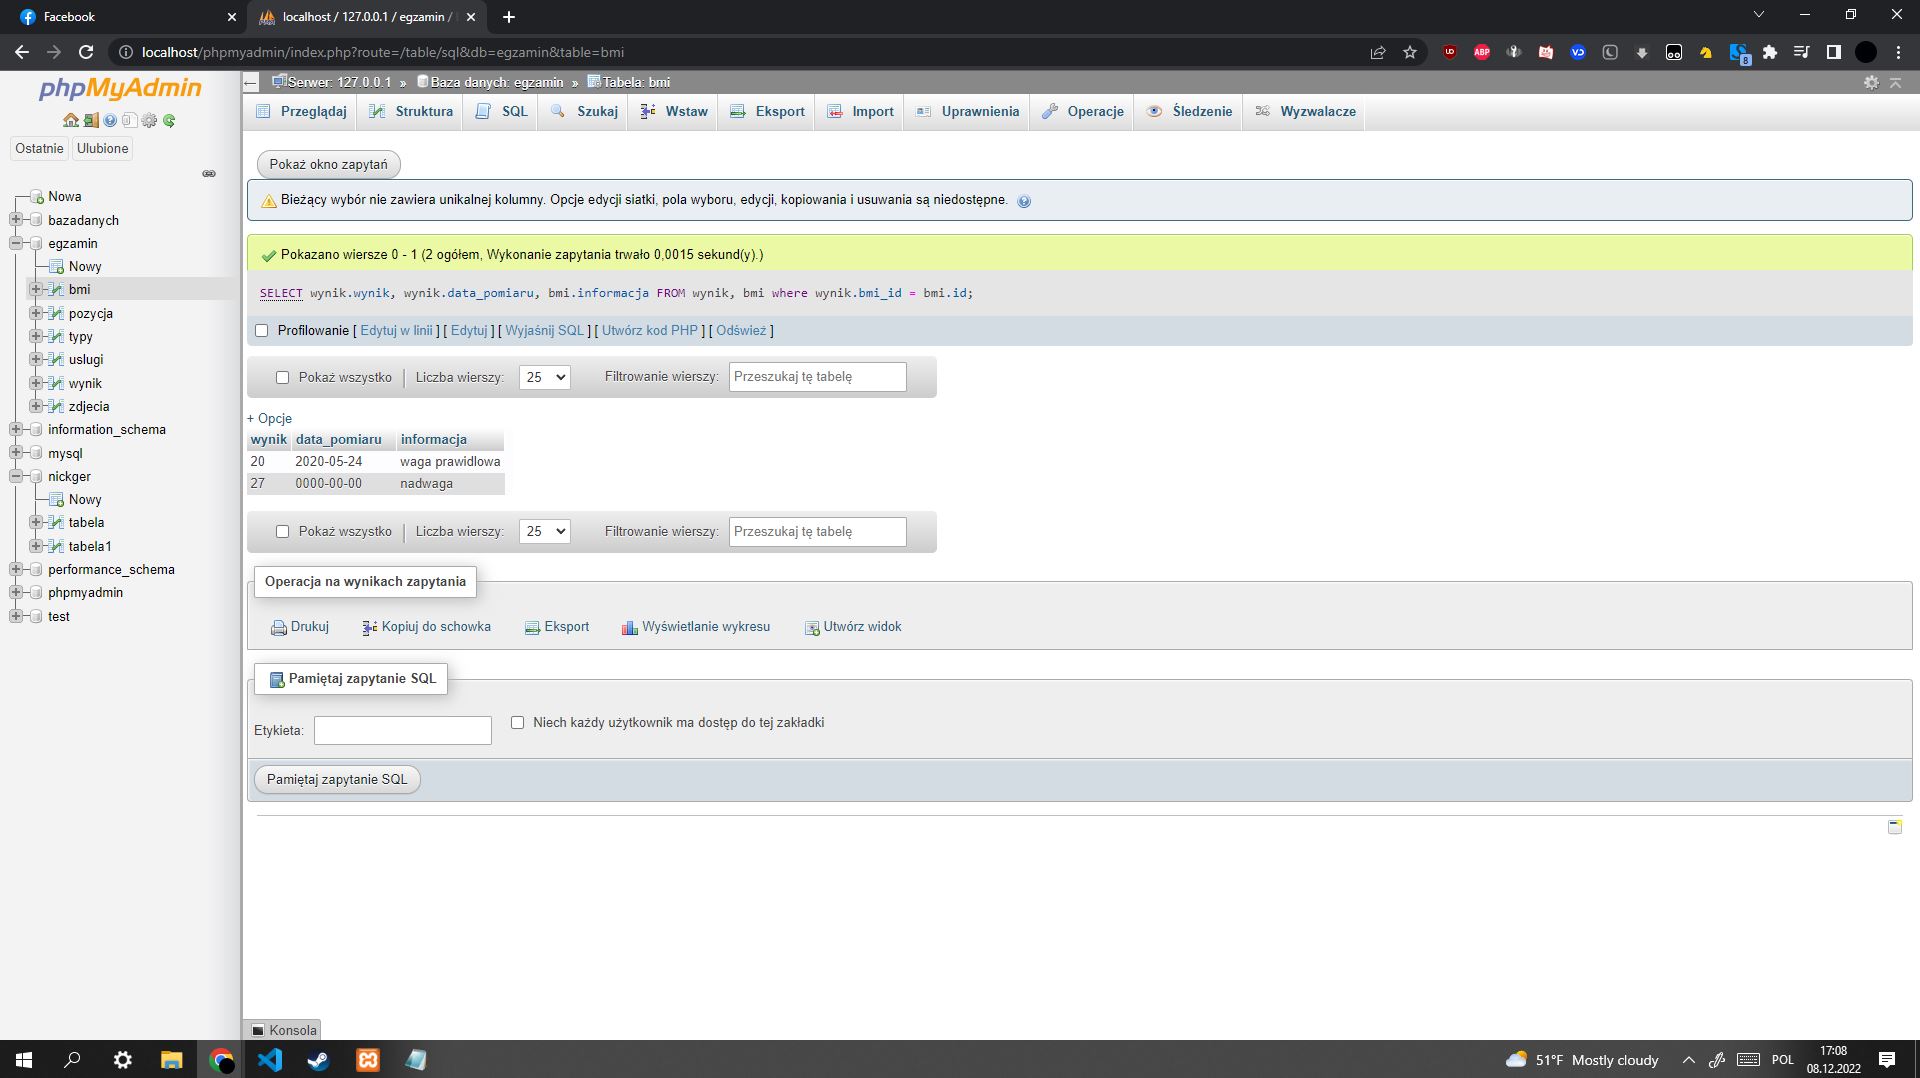 Facebook
localhost / 127.0.0.1 / egzamin /
localhost/phpmyadmin/index.php?route=/table/sql&db=egzamin&table=bmi
phpMyAdmin
Ostatnie
Ulubione
Nowa
bazadanych
egzamin
Nowy
bmi
pozycja
typy
uslugi
wynik
zdjecia
information_schema
mysql
nickger
Nowy
tabela
tabela1
performance_schema
phpmyadmin
test
Serwer: 127.0.0.1 » Baza danych: egzamin » Tabela: bmi
Przeglądaj Struktura SQL Szukaj Wstaw Eksport Import Uprawnienia Operacje Śledzenie Wyzwalacze
Pokaż okno zapytań
Bieżący wybór nie zawiera unikalnej kolumny. Opcje edycji siatki, pola wyboru, edycji, kopiowania i usuwania są niedostępne.
Pokazano wiersze 0 - 1 (2 ogółem, Wykonanie zapytania trwało 0,0015 sekund(y).)
SELECT wynik.wynik, wynik.data_pomiaru, bmi.informacja FROM wynik, bmi where wynik.bmi_id = bmi.id;
Profilowanie [ Edytuj w linii ] [ Edytuj ] [ Wyjaśnij SQL ] [ Utwórz kod PHP ] [ Odśwież ]
Pokaż wszystko | Liczba wierszy: 25 Filtrowanie wierszy: Przeszukaj tę tabelę
+ Opcje
wynik data_pomiaru informacja
20 2020-05-24 waga prawidlowa
27 0000-00-00 nadwaga
Pokaż wszystko | Liczba wierszy: 25 Filtrowanie wierszy: Przeszukaj tę tabelę
Operacja na wynikach zapytania
Drukuj Kopiuj do schowka Eksport Wyświetlanie wykresu Utwórz widok
Pamiętaj zapytanie SQL
Etykieta: Niech każdy użytkownik ma dostęp do tej zakładki
Pamiętaj zapytanie SQL
Konsola
51°F Mostly cloudy
POL
17:08
08.12.2022